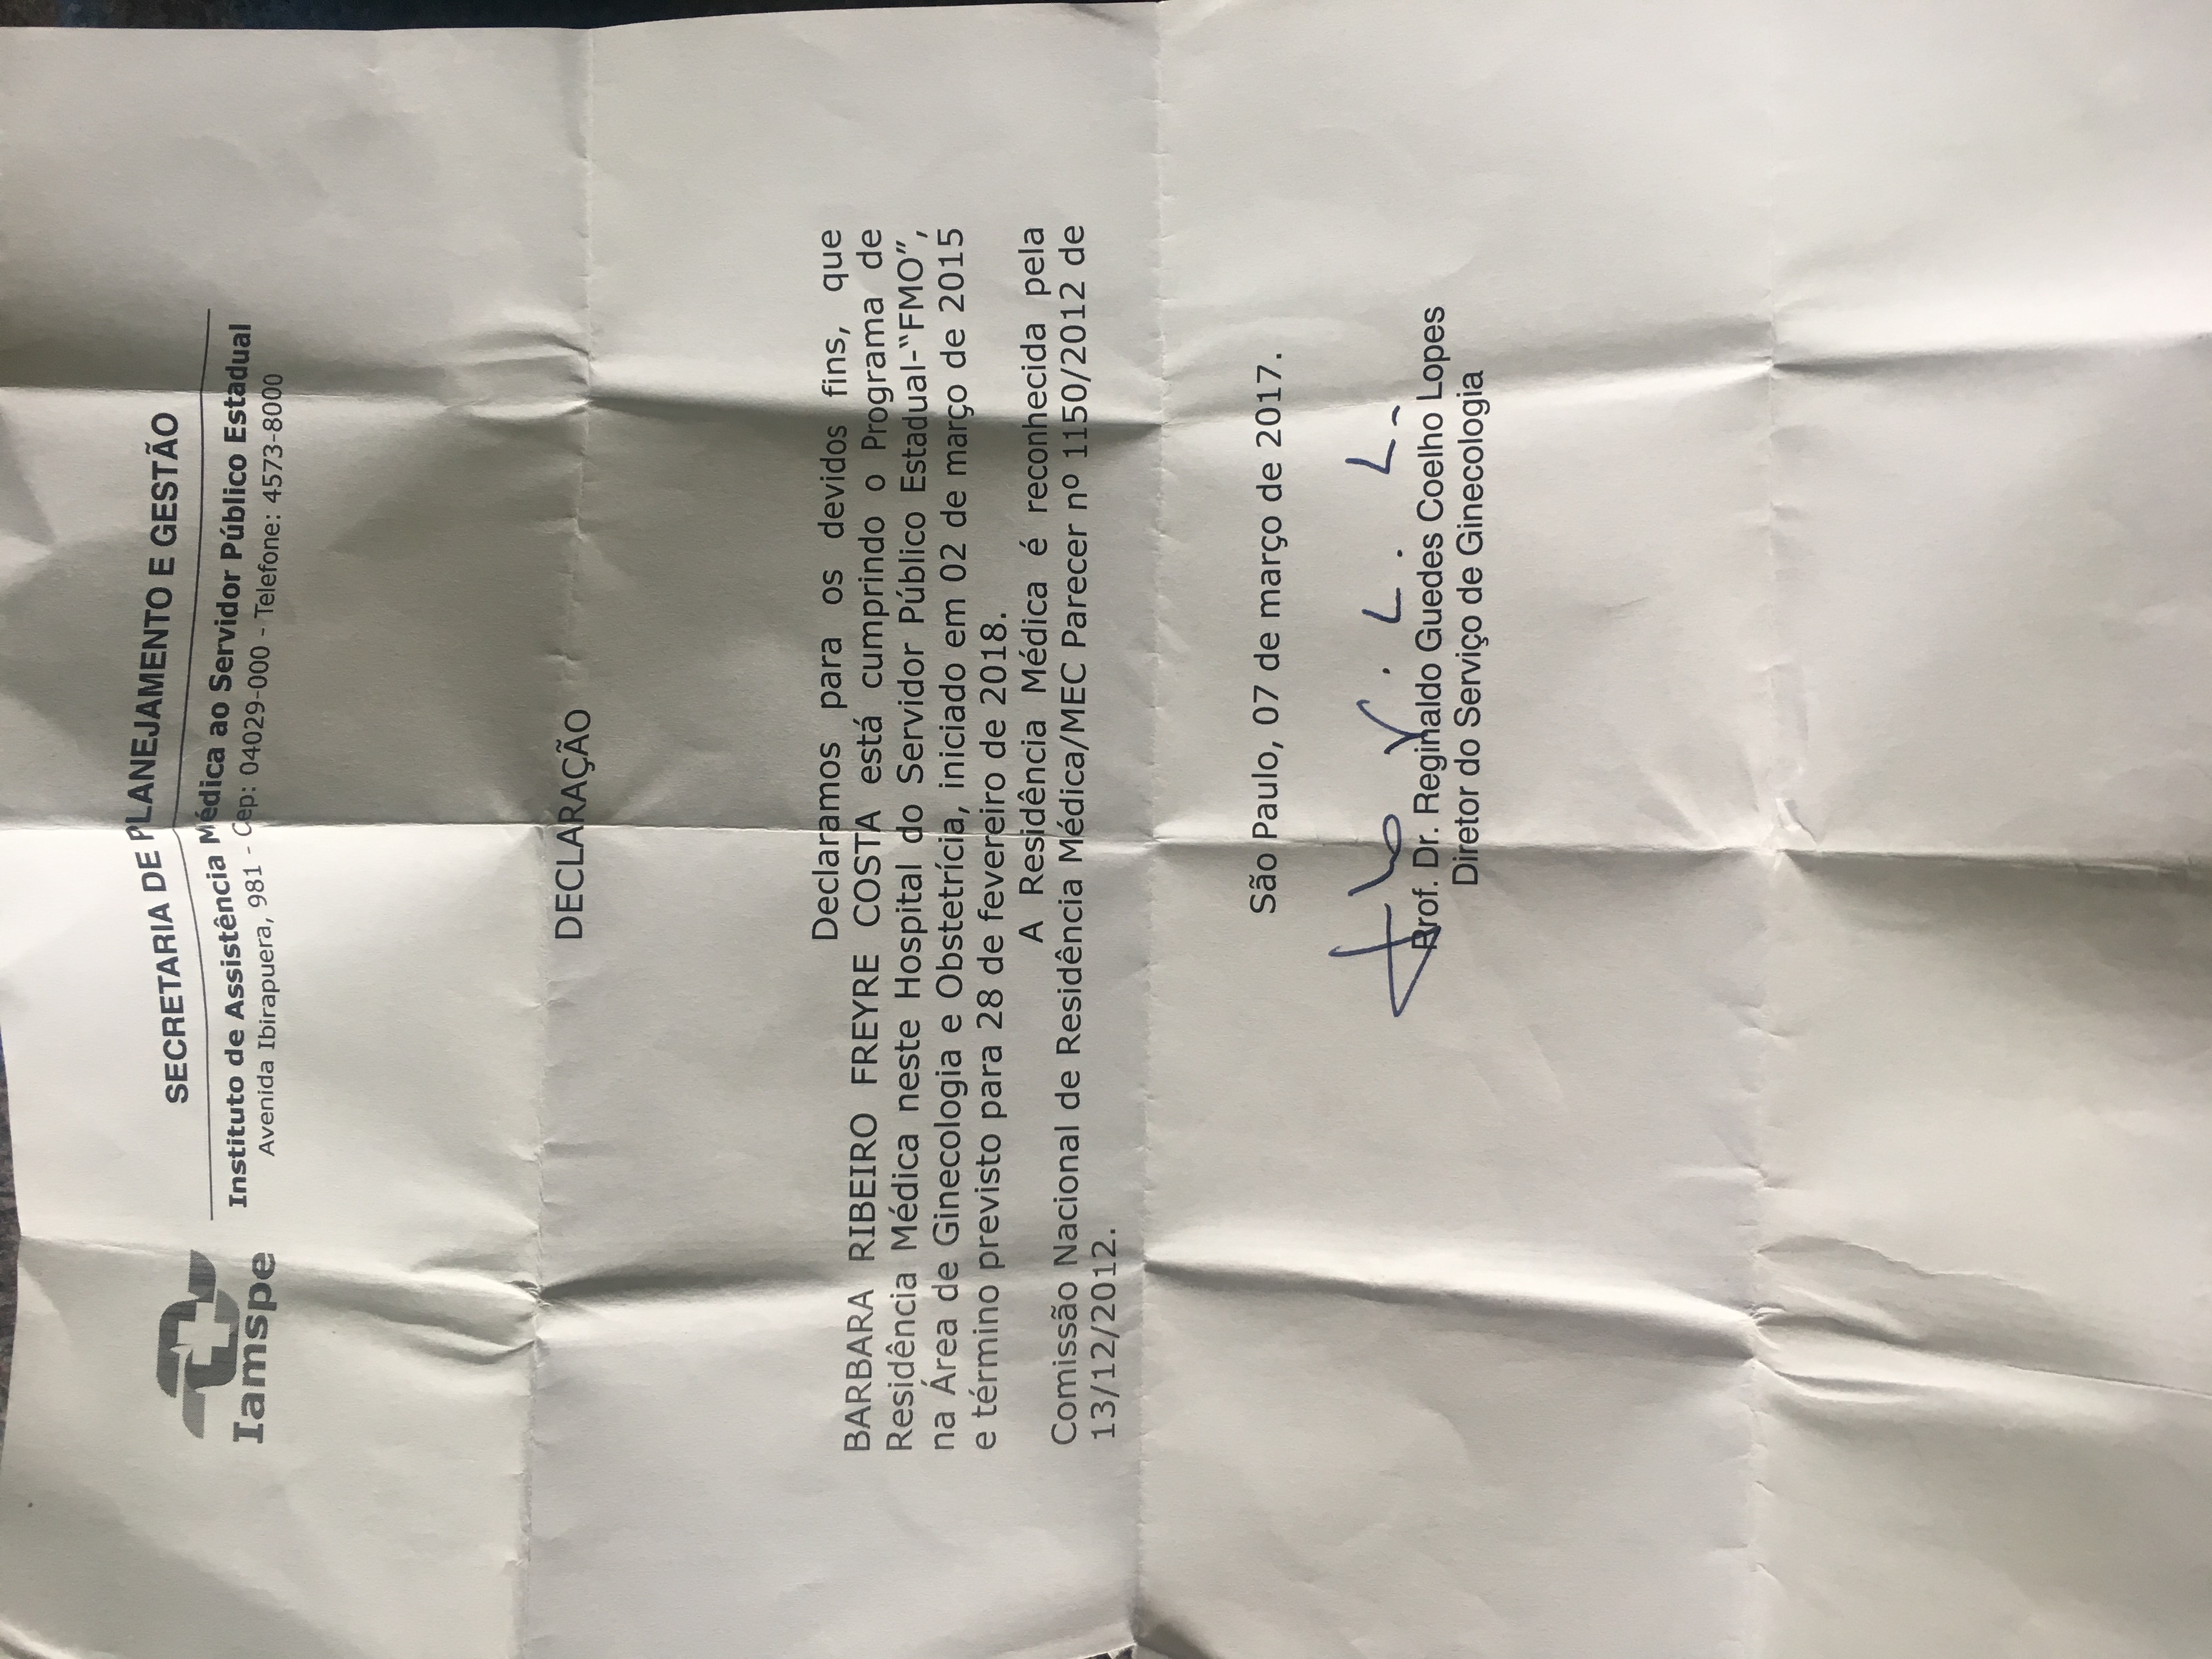 SECRETARIA DE PLANEJAMENTO E GESTÃO
Iamspe
Instituto de Assistência Médica ao Servidor Público Estadual
Avenida Ibirapuera, 981 - Cep: 04029-000 - Telefone: 4573-8000
DECLARAÇÃO
Declaramos para os devidos fins, que
BARBARA RIBEIRO FREYRE COSTA está cumprindo o Programa de
Residência Médica neste Hospital do Servidor Público Estadual-"FMO",
na Área de Ginecologia e Obstetrícia, iniciado em 02 de março de 2015
e término previsto para 28 de fevereiro de 2018.
A Residência Médica é reconhecida pela
Comissão Nacional de Residência Médica/MEC Parecer nº 1150/2012 de
13/12/2012.
São Paulo, 07 de março de 2017.
Prof. Dr. Reginaldo Guedes Coelho Lopes
Diretor do Serviço de Ginecologia